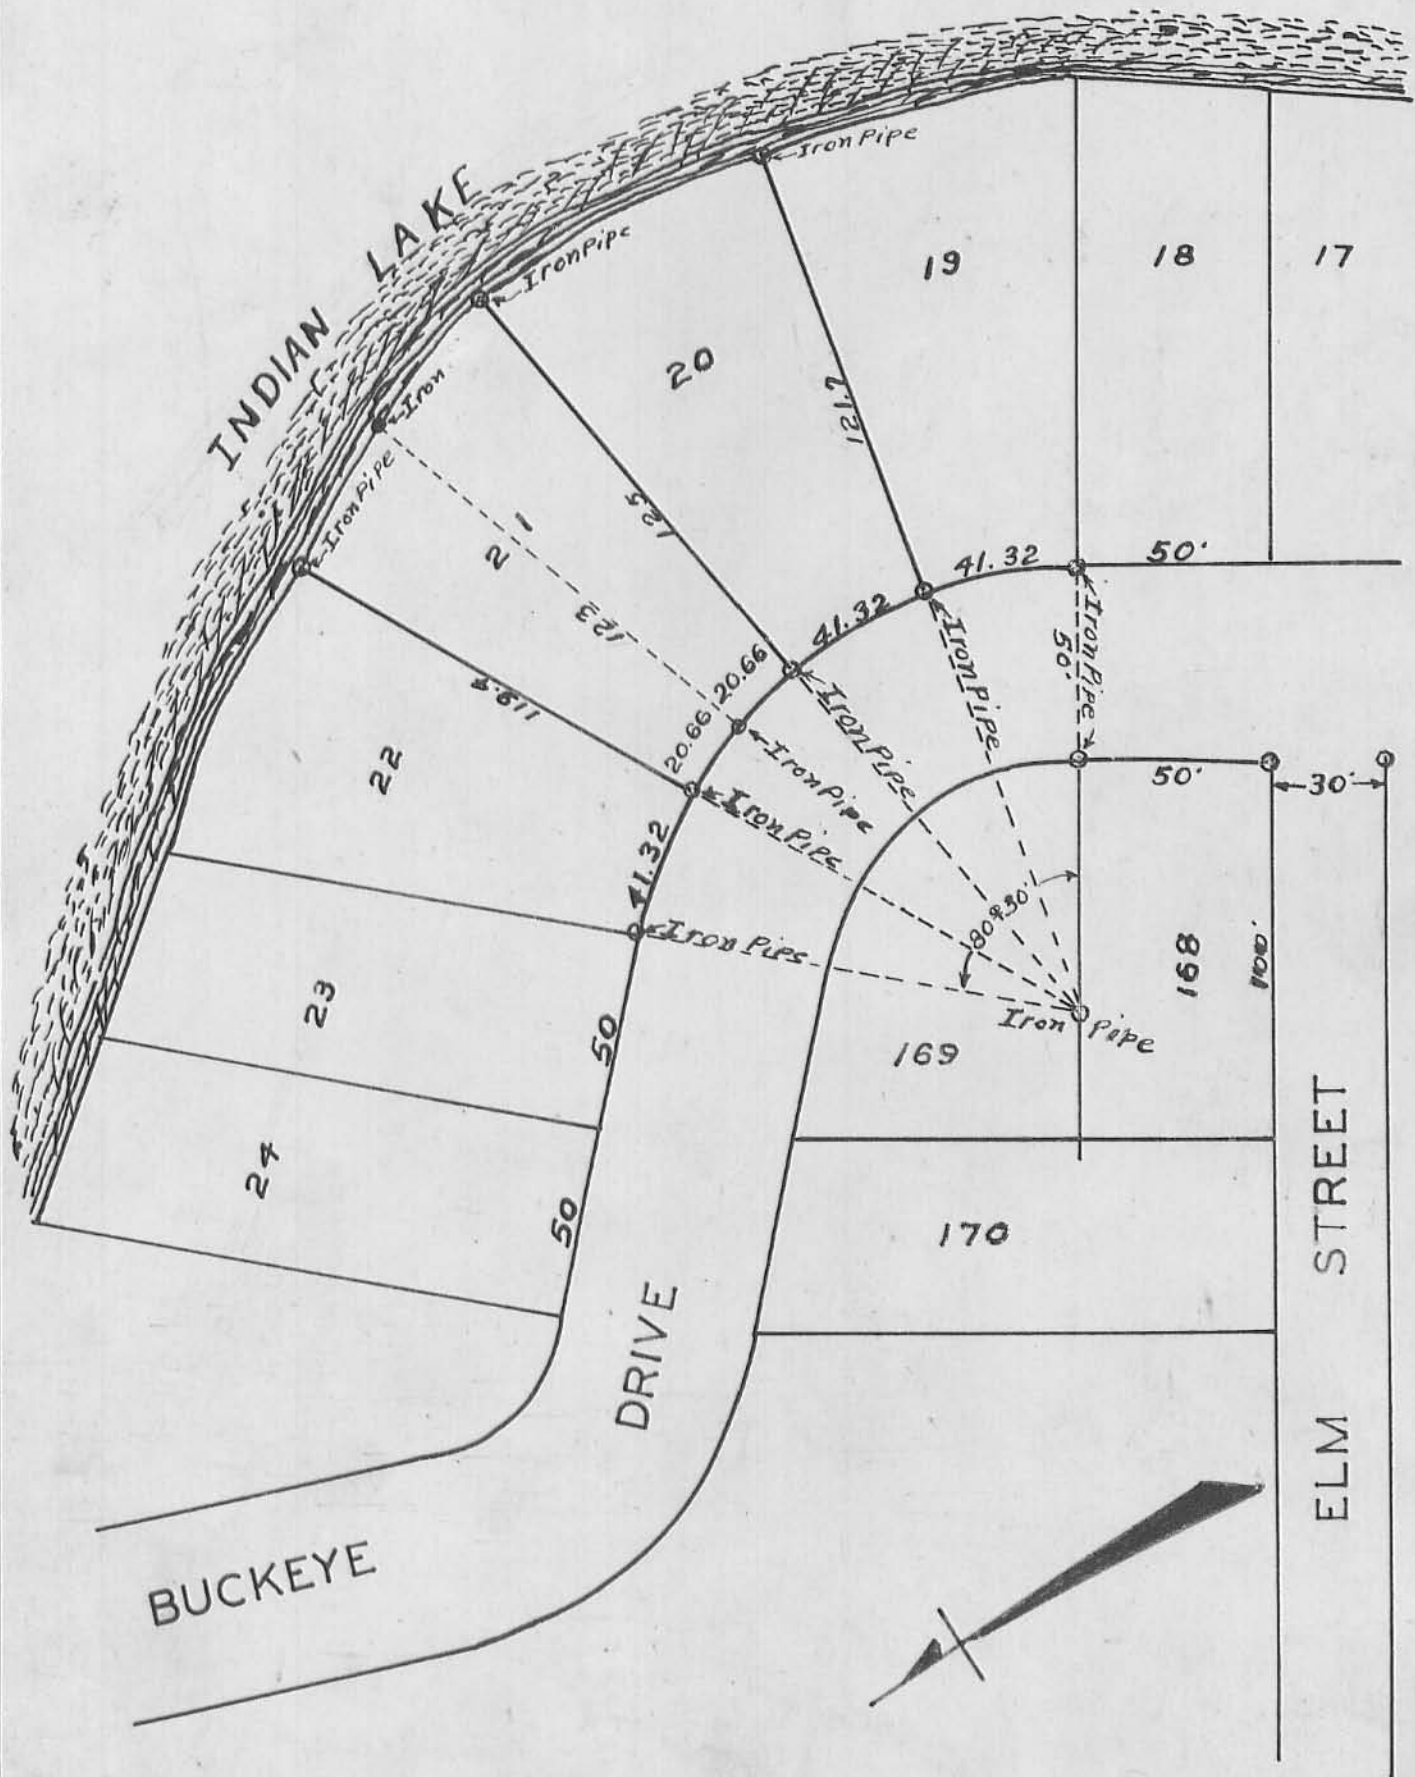 INDIAN LAKE
Iron Pipe
Iron Pipe
Iron
Iron Pipe
19
18
17
20
121.7
125
21
123
119.8
22
23
24
41.32
50'
41.32
20.66
20.66
41.32
50
50
Iron Pipe
50'
Iron Pipe
Iron Pipe
Iron Pipe
Iron Pipe
Iron Pipe
50'
30'
80°30'
Iron Pipe
168
100'
169
170
BUCKEYE DRIVE
ELM STREET